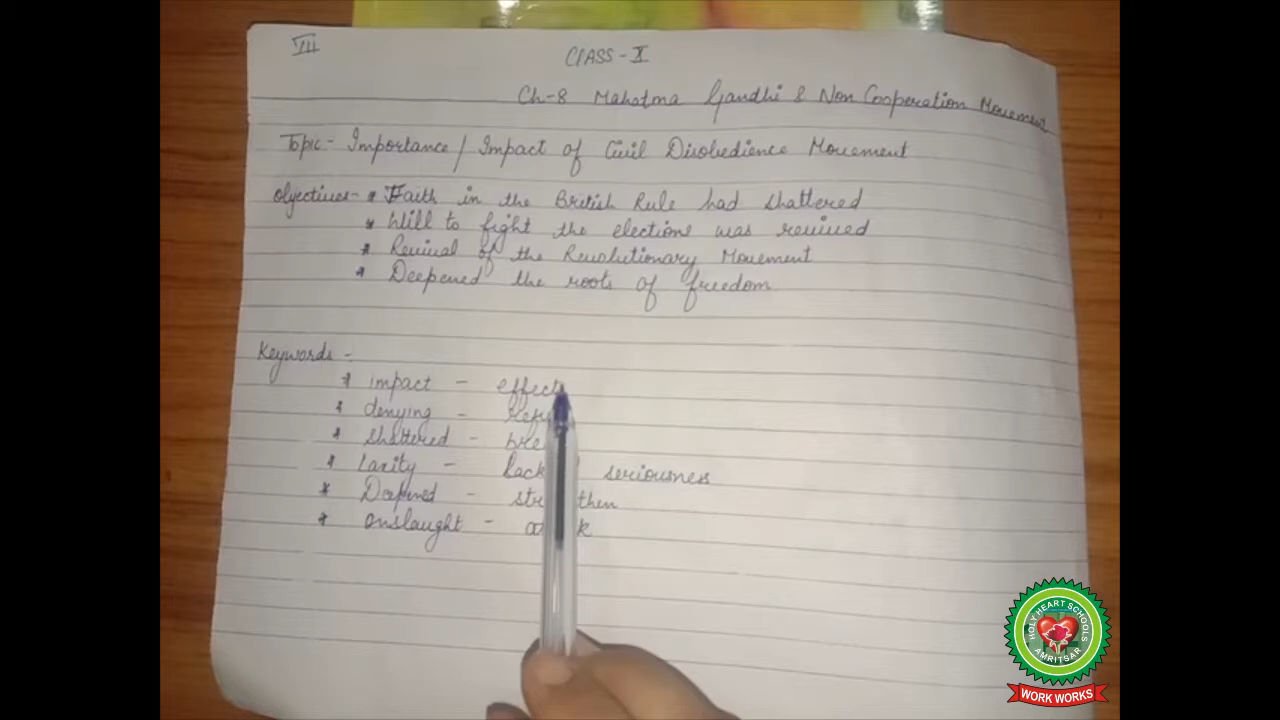 VIII
CLASS - X
Ch-8 Mahatma Gandhi & Non Cooperation Movement
Topic - Importance / Impact of Civil Disobedience Movement
Objectives - * Faith in the British Rule had shattered
* Will to fight the elections was revived
* Revival of the Revolutionary Movement
* Deepened the roots of freedom
Keywords -
* impact - effect
* denying -
* shattered -
* Laxity - lack seriousness
* Deepned -
* onslaught -
HOLY HEART SCHOOLS
AMRITSAR
WORK WORKS